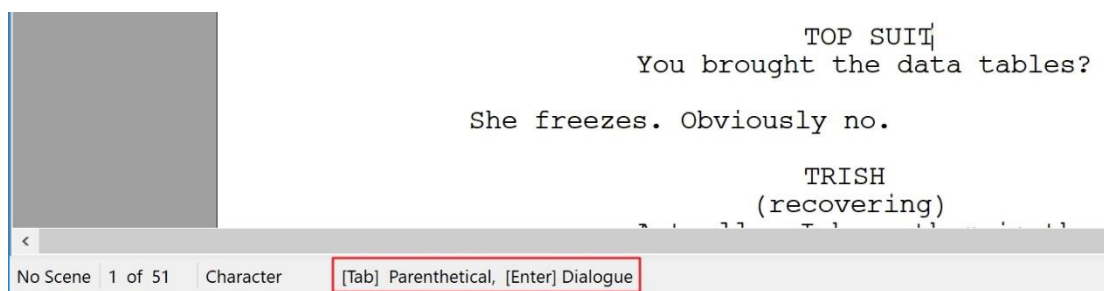 TOP SUIT
You brought the data tables?
She freezes. Obviously no.
TRISH
(recovering)
No Scene 1 of 51 Character [Tab] Parenthetical, [Enter] Dialogue